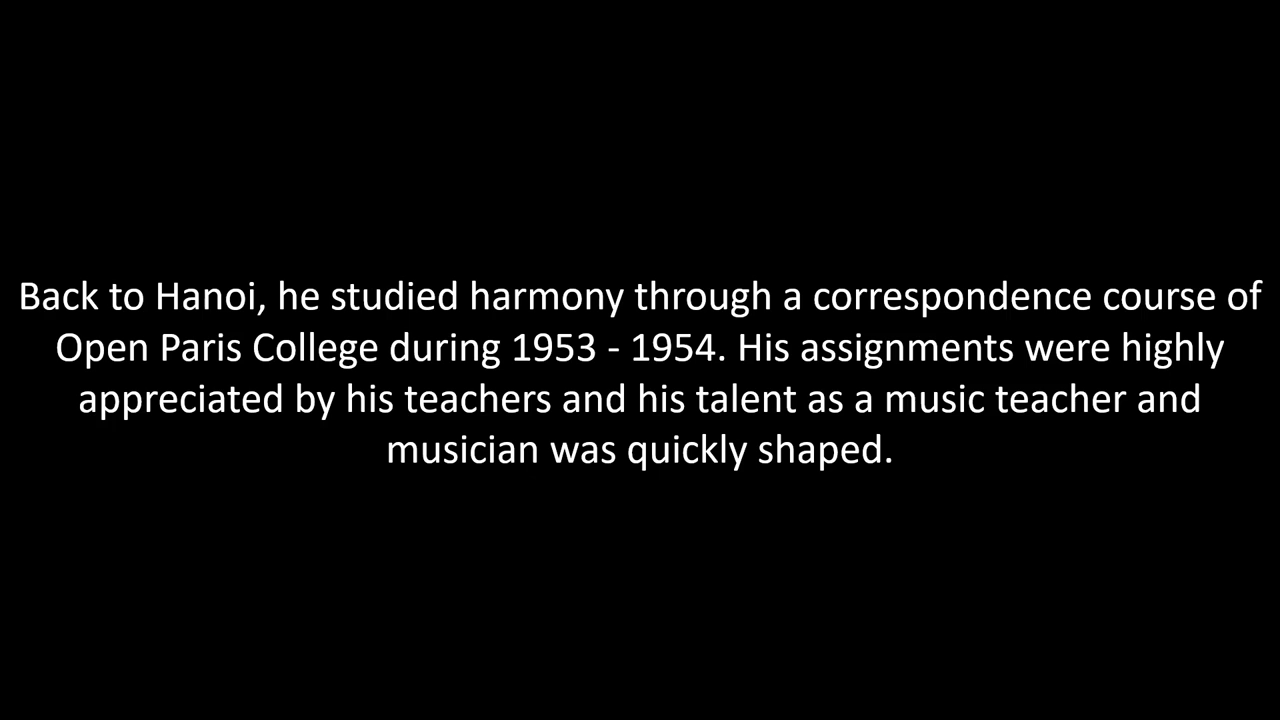 Back to Hanoi, he studied harmony through a correspondence course of
Open Paris College during 1953 - 1954. His assignments were highly
appreciated by his teachers and his talent as a music teacher and
musician was quickly shaped.